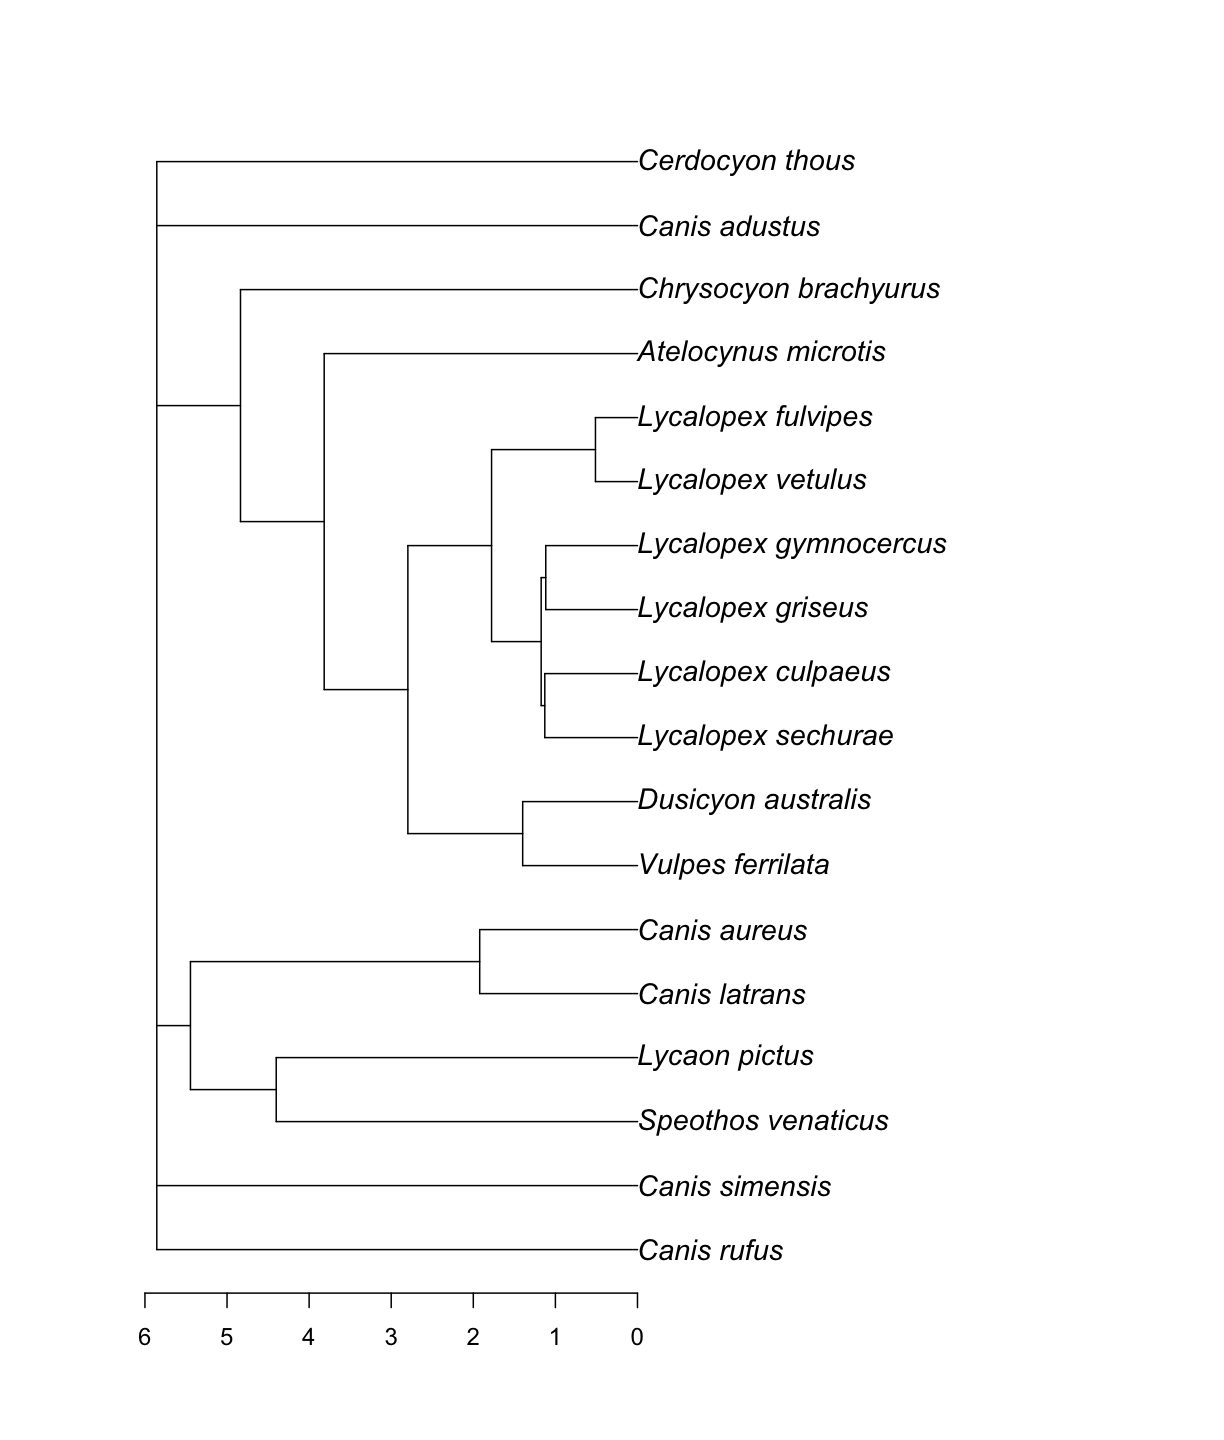 Cerdocyon thous
Canis adustus
Chrysocyon brachyurus
Atelocynus microtis
Lycalopex fulvipes
Lycalopex vetulus
Lycalopex gymnocercus
Lycalopex griseus
Lycalopex culpaeus
Lycalopex sechurae
Dusicyon australis
Vulpes ferrilata
Canis aureus
Canis latrans
Lycaon pictus
Speothos venaticus
Canis simensis
Canis rufus
6 5 4 3 2 1 0